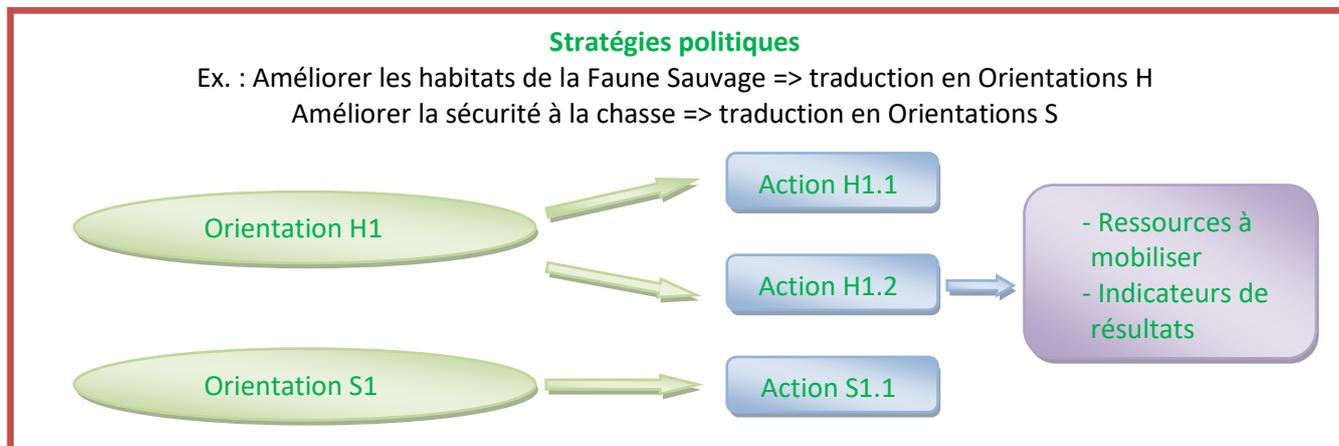 Stratégies politiques
Ex. : Améliorer les habitats de la Faune Sauvage => traduction en Orientations H
Améliorer la sécurité à la chasse => traduction en Orientations S
Orientation H1
Action H1.1
Action H1.2
- Ressources à
mobiliser
- Indicateurs de
résultats
Orientation S1
Action S1.1